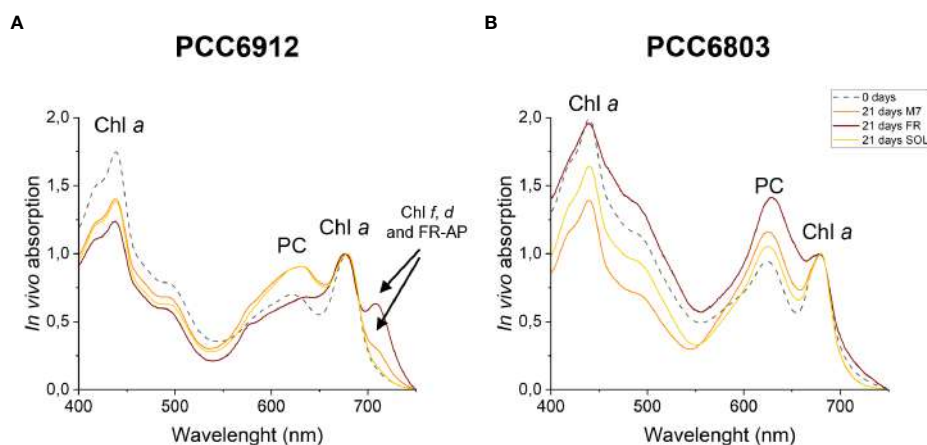 A
PCC6912
2,0
1,5
1,0
0,5
0,0
400
500
600
700
In vivo absorption
Wavelenght (nm)
Chl a
PC
Chl a
Chl f, d
and FR-AP
B
PCC6803
2,0
1,5
1,0
0,5
0,0
400
500
600
700
In vivo absorption
Wavelenght (nm)
Chl a
PC
Chl a
0 days
21 days M7
21 days FR
21 days SOL